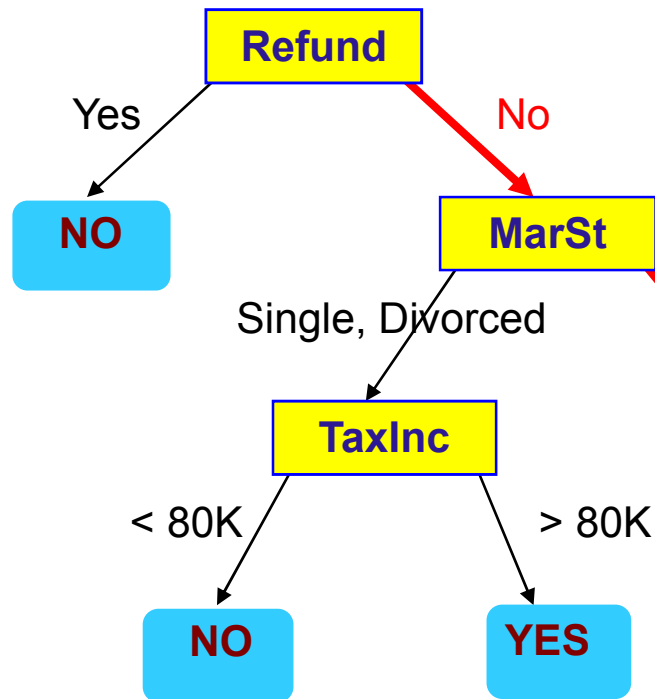 Refund
Yes
No
NO
MarSt
Single, Divorced
TaxInc
< 80K
> 80K
NO
YES